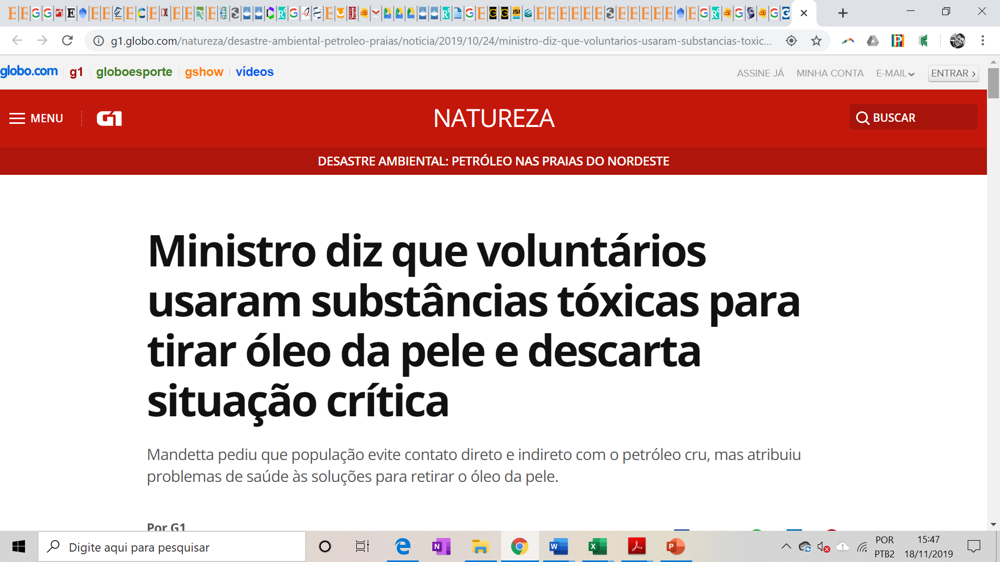 g1.globo.com/natureza/desastre-ambiental-petroleo-praias/noticia/2019/10/24/ministro-diz-que-voluntarios-usaram-substancias-toxic...
globo.com g1 globoesporte gshow vídeos
ASSINE JÁ MINHA CONTA E-MAIL ENTRAR ›
MENU G1 NATUREZA BUSCAR
DESASTRE AMBIENTAL: PETRÓLEO NAS PRAIAS DO NORDESTE
Ministro diz que voluntários
usaram substâncias tóxicas para
tirar óleo da pele e descarta
situação crítica
Mandetta pediu que população evite contato direto e indireto com o petróleo cru, mas atribuiu
problemas de saúde às soluções para retirar o óleo da pele.
Por G1
Digite aqui para pesquisar
POR 15:47
PTB2 18/11/2019